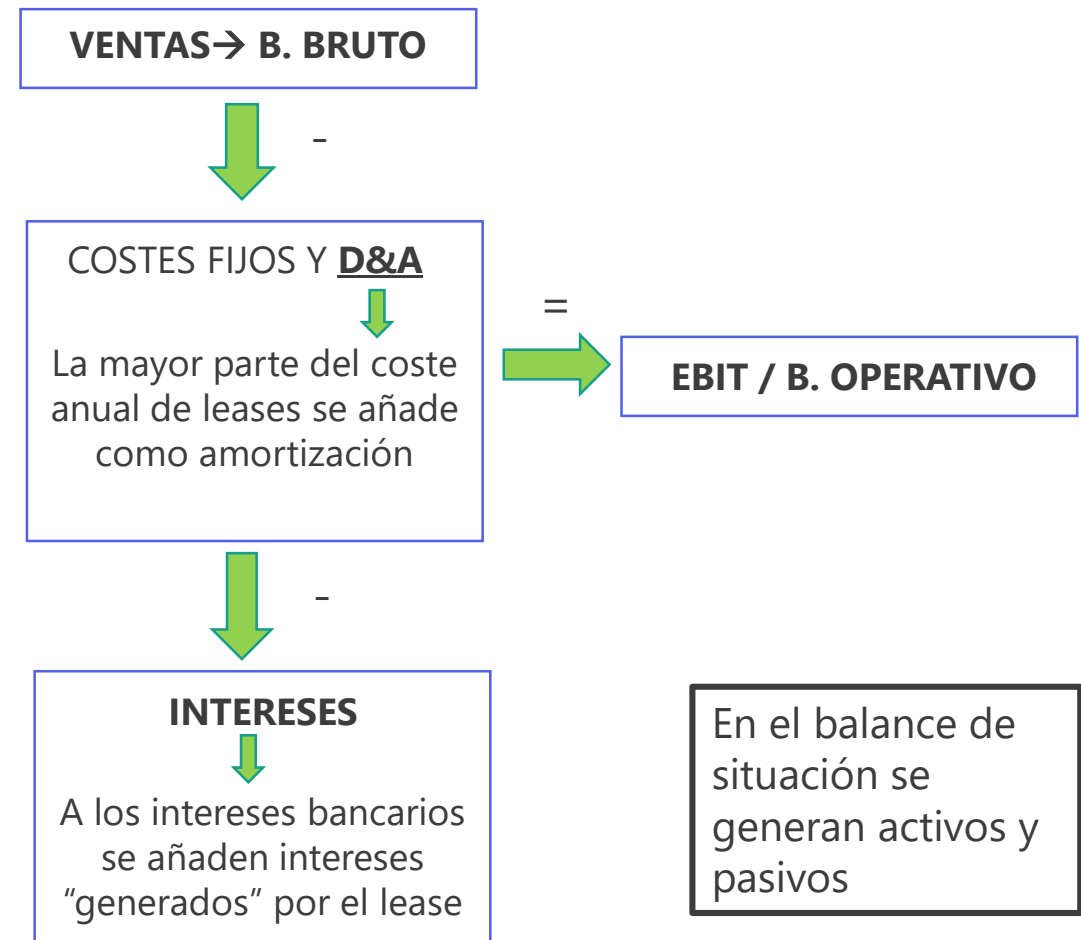 VENTAS→ B. BRUTO
-
COSTES FIJOS Y D&A
La mayor parte del coste
anual de leases se añade
como amortización
=
EBIT / B. OPERATIVO
-
INTERESES
A los intereses bancarios
se añaden intereses
“generados” por el lease
En el balance de
situación se
generan activos y
pasivos